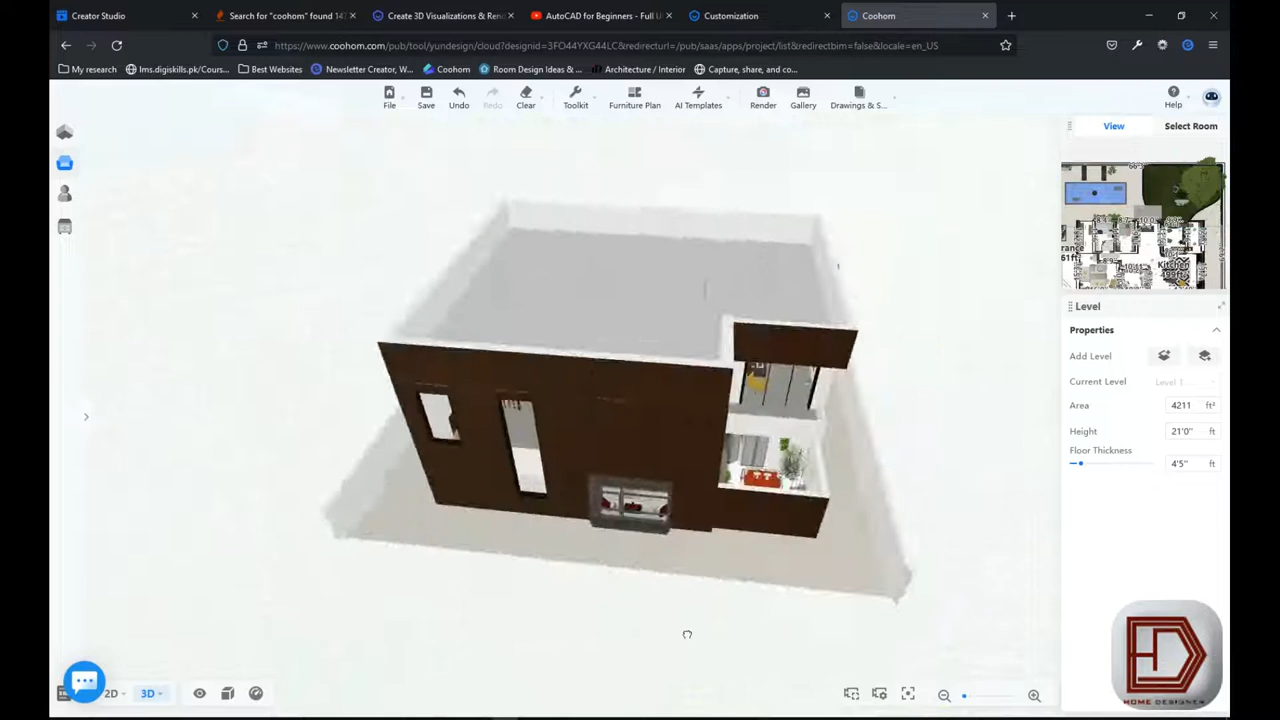 Creator Studio
Search for "coohom" found 147
Create 3D Visualizations & Ren
AutoCAD for Beginners - Full U
Customization
Coohom
https://www.coohom.com/pub/tool/yundesign/cloud?designid=3FO44YXG44LC&redirecturl=/pub/saas/apps/project/list&redirectbim=false&locale=en_US
My research
lms.digiskills.pk/Cours...
Best Websites
Newsletter Creator, W...
Coohom
Room Design Ideas & ...
Architecture / Interior
Capture, share, and co...
File
Save
Undo
Redo
Clear
Toolkit
Furniture Plan
AI Templates
Render
Gallery
Drawings & S...
Help
View
Select Room
Kitchen
Level
Properties
Add Level
Current Level
Level 1
Area
4211 ft²
Height
21'0" ft
Floor Thickness
4'5" ft
2D
3D
HOME DESIGNER